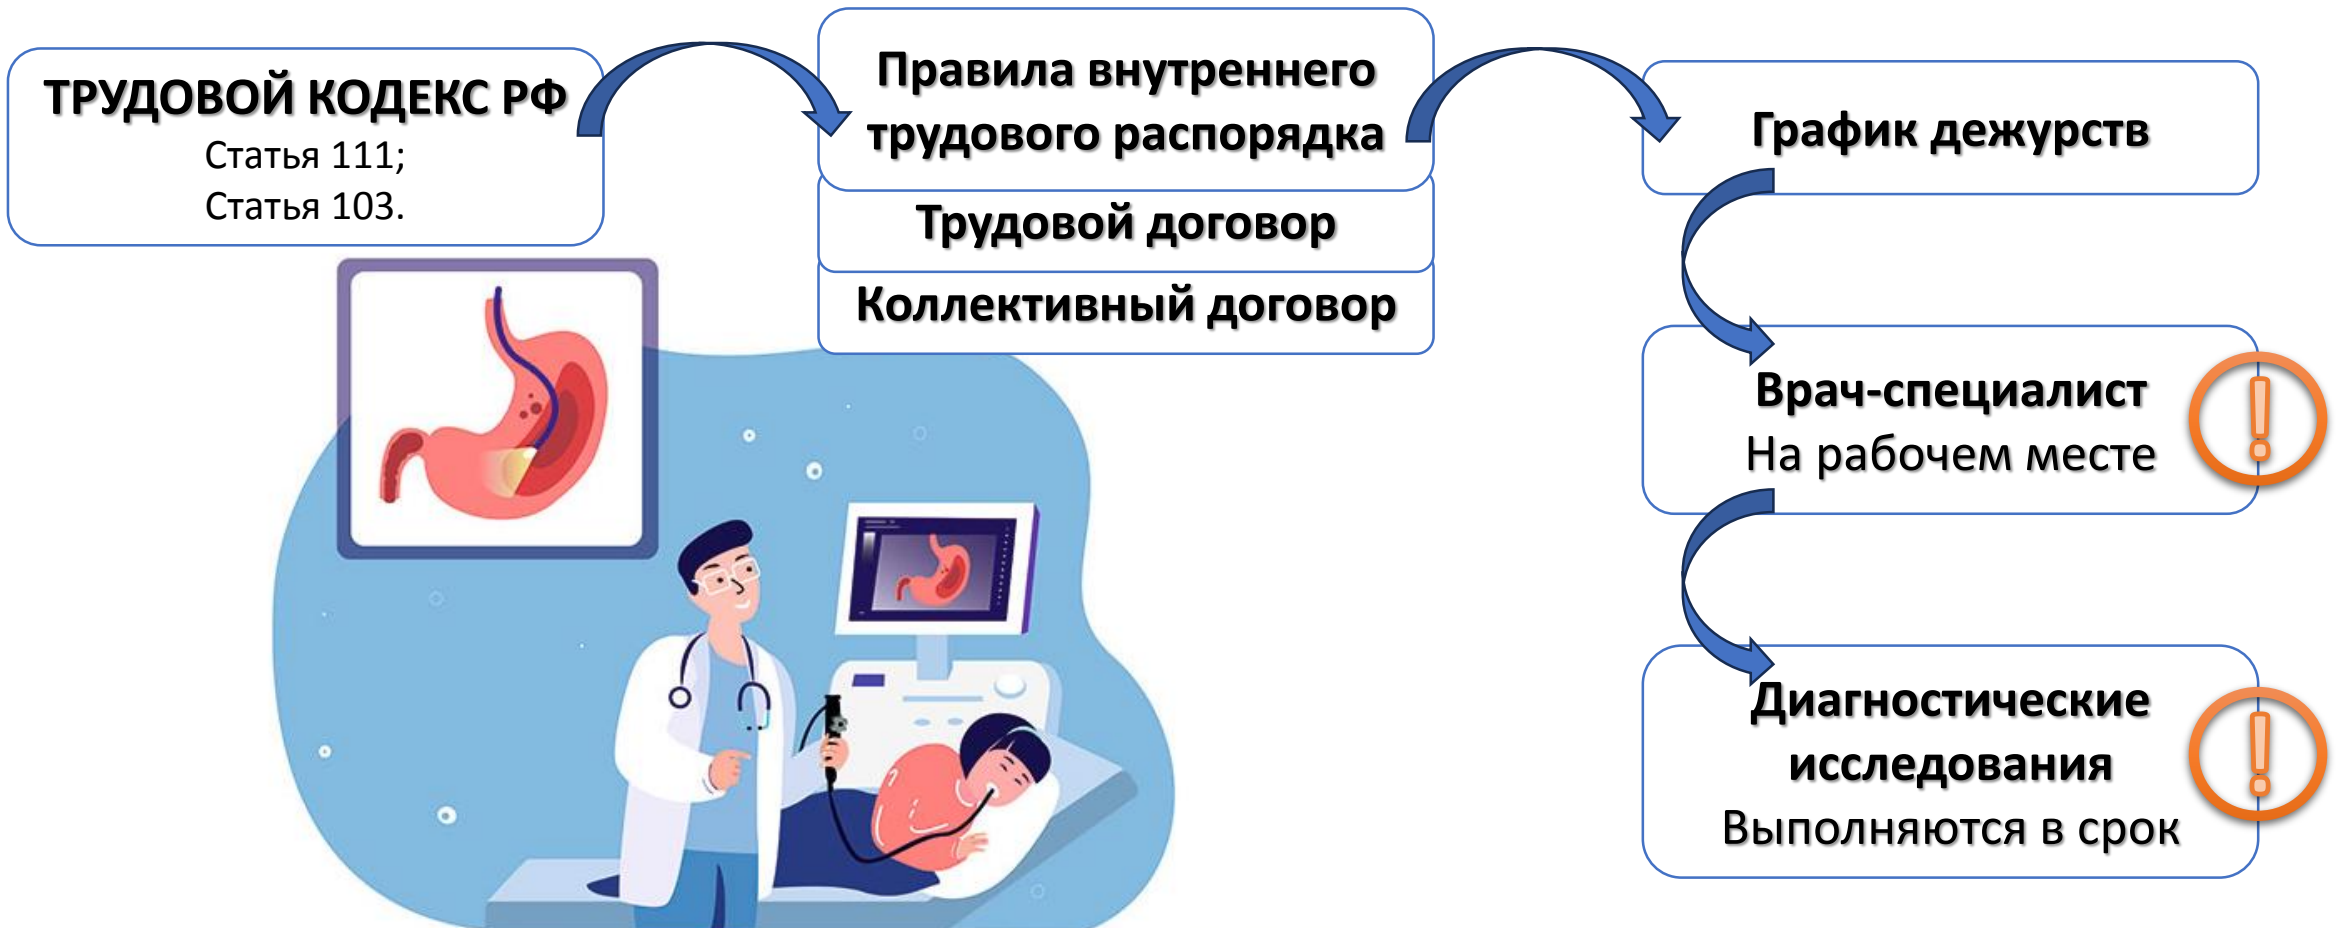 ТРУДОВОЙ КОДЕКС РФ
Статья 111;
Статья 103.
Правила внутреннего
трудового распорядка
Трудовой договор
Коллективный договор
График дежурств
Врач-специалист
На рабочем месте
Диагностические
исследования
Выполняются в срок